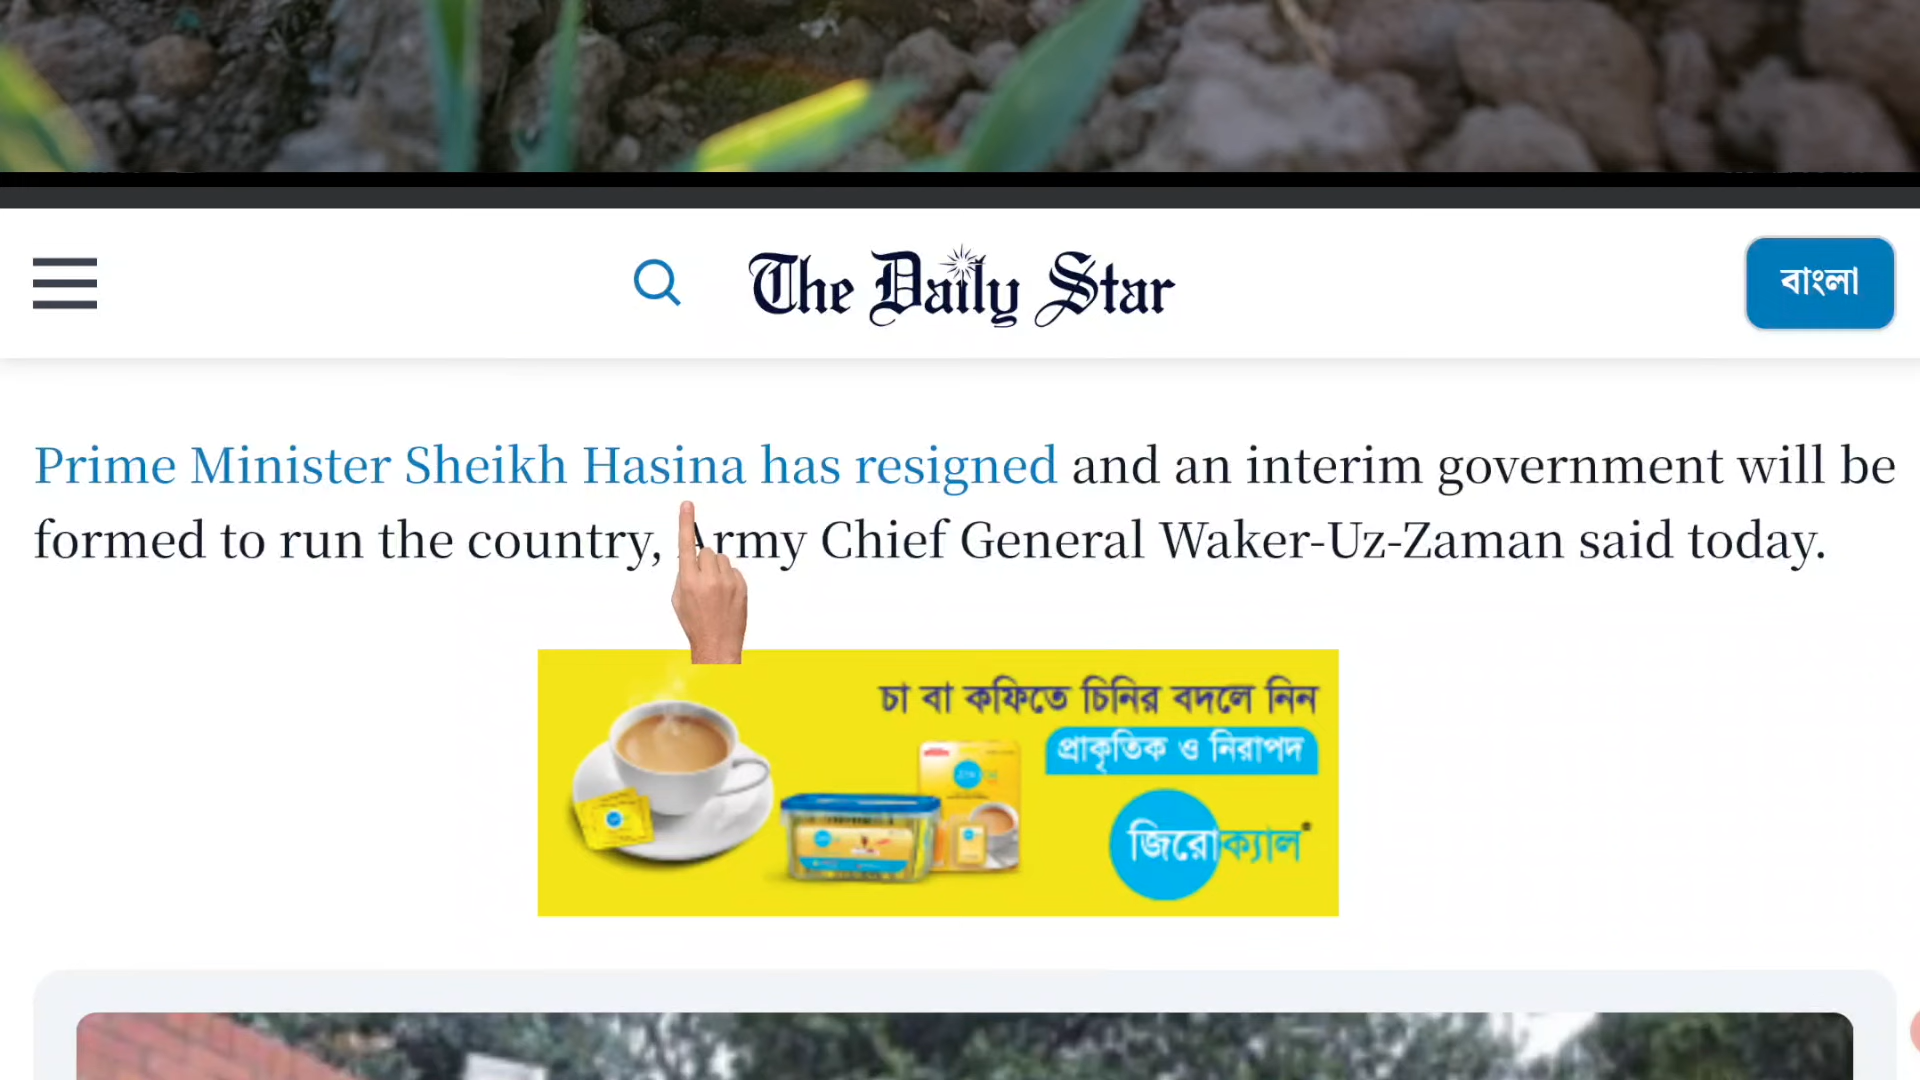 The Daily Star
বাংলা
Prime Minister Sheikh Hasina has resigned and an interim government will be
formed to run the country, Army Chief General Waker-Uz-Zaman said today.
চা বা কফিতে চিনির বদলে নিন
প্রাকৃতিক ও নিরাপদ
জিরোক্যাল